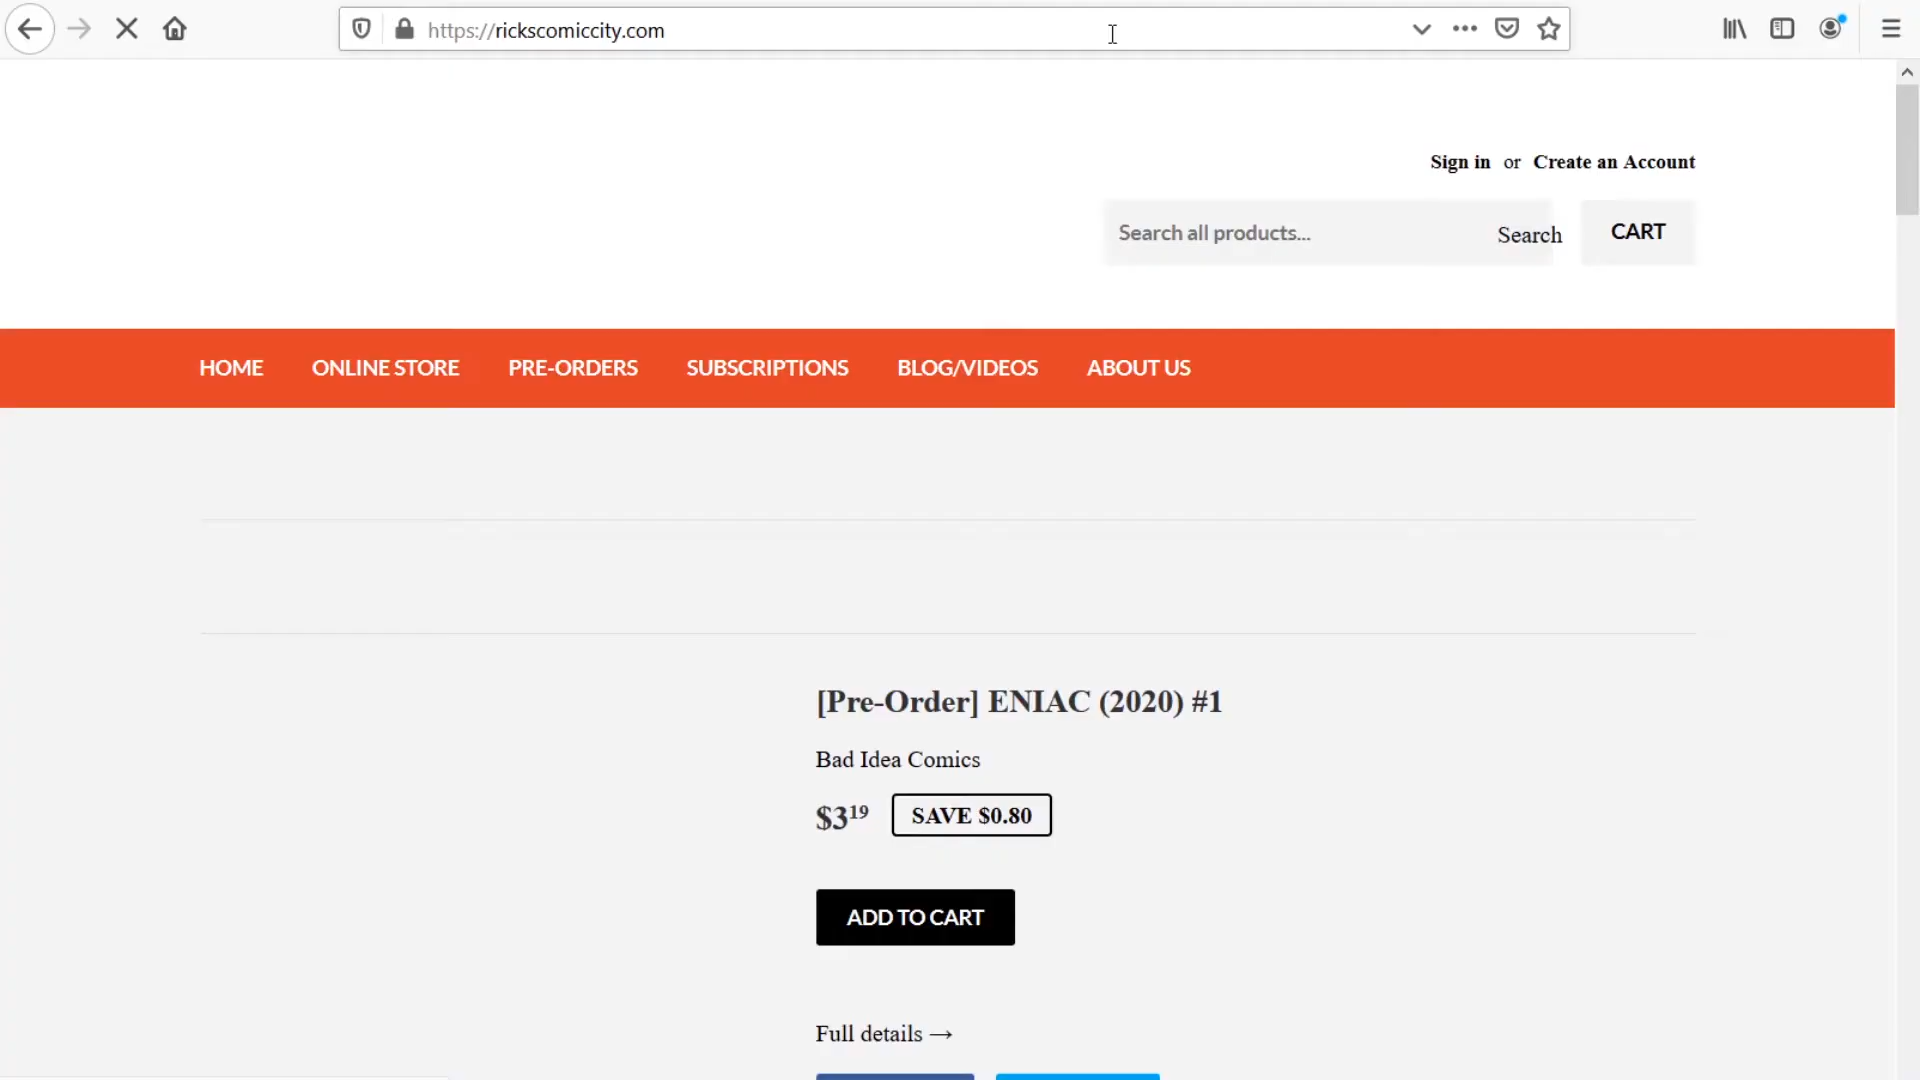 https://rickscomiccity.com
Sign in or Create an Account
Search all products... Search CART
HOME ONLINE STORE PRE-ORDERS SUBSCRIPTIONS BLOG/VIDEOS ABOUT US
[Pre-Order] ENIAC (2020) #1
Bad Idea Comics
$3¹⁹ SAVE $0.80
ADD TO CART
Full details →